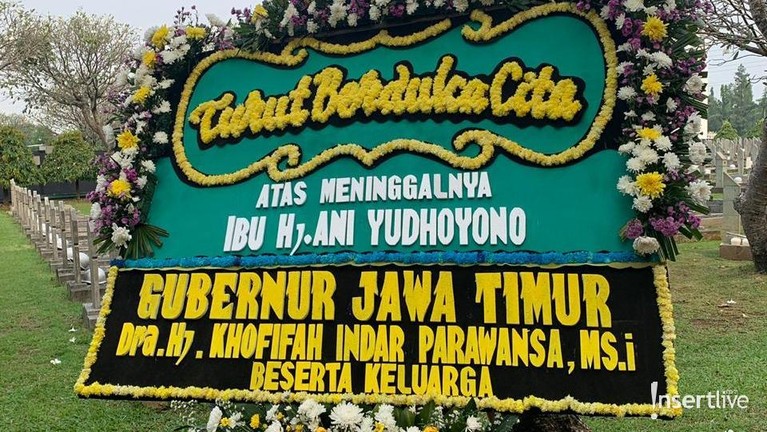 Turut Berduka Cita
ATAS MENINGGALNYA
IBU Hj. ANI YUDHOYONO
GUBERNUR JAWA TIMUR
Dra. Hj. KHOFIFAH INDAR PARAWANSA, MS.i
BESERTA KELUARGA
insertlive